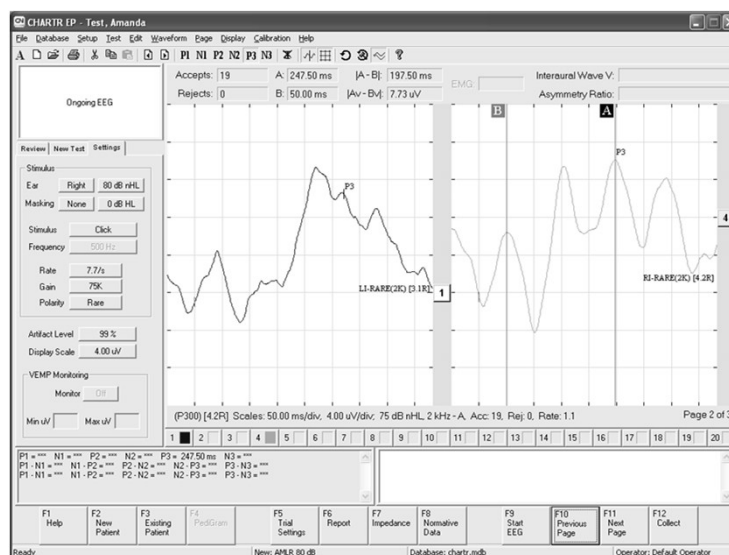 CHARTR EP - Test, Amanda
File Database Setup Test Edit Waveform Page Display Calibration Help
A P1 N1 P2 N2 P3 N3 ?
Accepts: 19 A: 247.50 ms |A - B|: 197.50 ms EMG: Interaural Wave V:
Rejects: 0 B: 50.00 ms |Av - Bv|: 7.73 uV Asymmetry Ratio:
Ongoing EEG
B A
Review New Test Settings
P3
P3
Stimulus
Ear Right 80 dB nHL
Masking None 0 dB HL
4
Stimulus Click
Frequency 500 Hz
Rate 7.7/s
Gain 75K
Polarity Rare
RI-RARE(2K) [4.2R]
LI-RARE(2K) [3.1R]
1
Artifact Level 99 %
Display Scale 4.00 uV
VEMP Monitoring
Monitor Off
Min uV Max uV
(P300) [4.2R] Scales: 50.00 ms/div, 4.00 uV/div, 75 dB nHL, 2 kHz - A, Acc: 19, Rej: 0, Rate: 1.1 Page 2 of 3
1 2 3 4 5 6 7 8 9 10 11 12 13 14 15 16 17 18 19 20
P1 = *** N1 = *** P2 = *** N2 = *** P3 = 247.50 ms N3 = ***
P1 - N1 = *** N1 - P2 = *** P2 - N2 = *** N2 - P3 = *** P3 - N3 = ***
P1 - N1 = *** N1 - P2 = *** P2 - N2 = *** N2 - P3 = *** P3 - N3 = ***
F1 Help
F2 New Patient
F3 Existing Patient
F4 PediGram
F5 Trial Settings
F6 Report
F7 Impedance
F8 Normative Data
F9 Start EEG
F10 Previous Page
F11 Next Page
F12 Collect
Ready New: AMLR 80 dB Database: chartr.mdb Operator: Default Operator